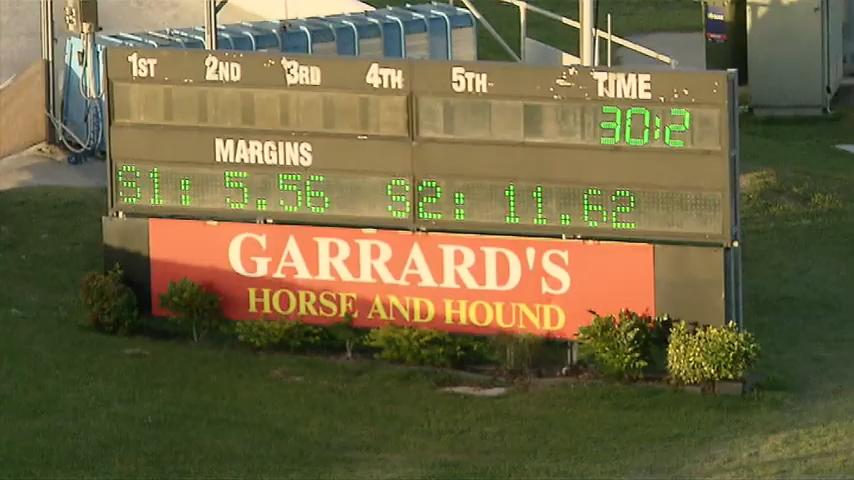 1ST 2ND 3RD 4TH 5TH TIME
30:2
MARGINS
S1: 5.56 S2: 11.62
GARRARD'S
HORSE AND HOUND